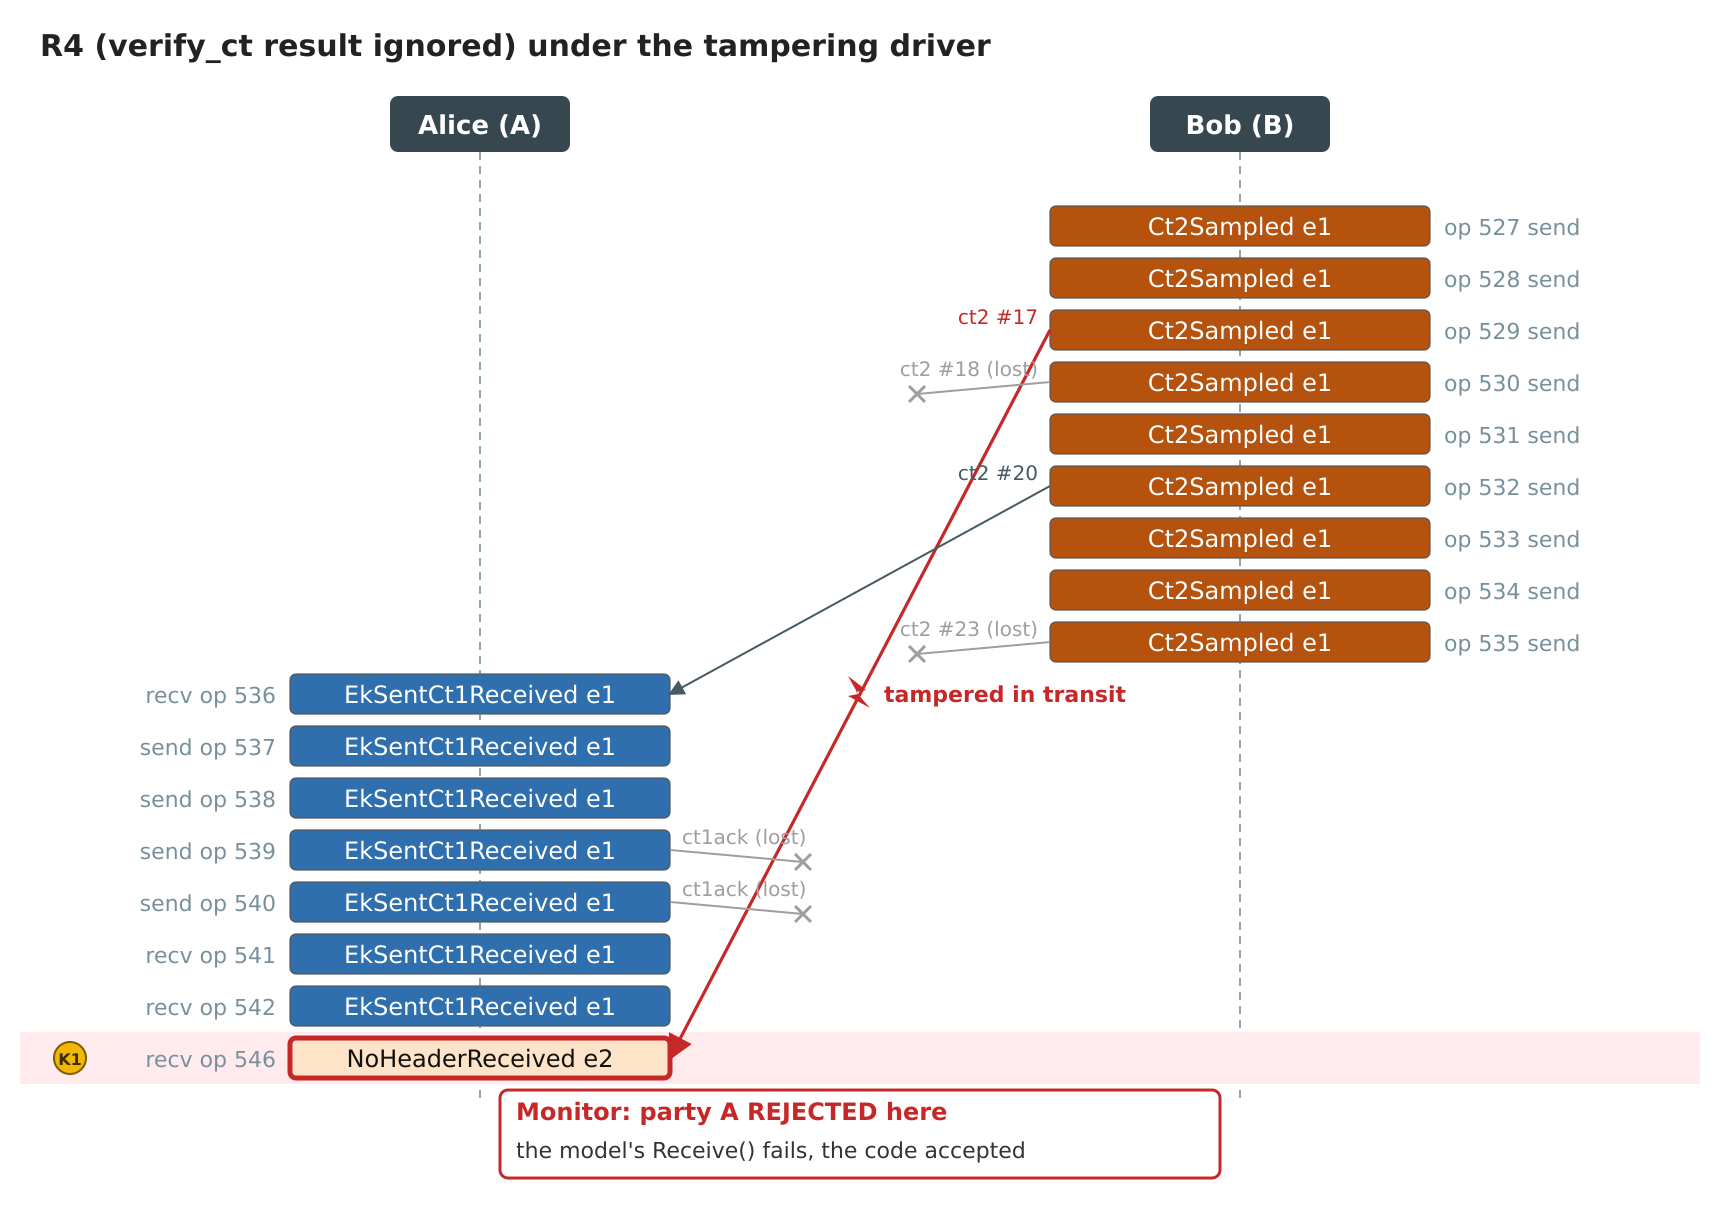 R4 (verify_ct result ignored) under the tampering driver
Alice (A)
Bob (B)
Ct2Sampled e1 op 527 send
Ct2Sampled e1 op 528 send
ct2 #17
Ct2Sampled e1 op 529 send
ct2 #18 (lost)
Ct2Sampled e1 op 530 send
Ct2Sampled e1 op 531 send
ct2 #20
Ct2Sampled e1 op 532 send
Ct2Sampled e1 op 533 send
Ct2Sampled e1 op 534 send
ct2 #23 (lost)
Ct2Sampled e1 op 535 send
recv op 536 EkSentCt1Received e1
tampered in transit
send op 537 EkSentCt1Received e1
send op 538 EkSentCt1Received e1
ct1ack (lost)
send op 539 EkSentCt1Received e1
ct1ack (lost)
send op 540 EkSentCt1Received e1
recv op 541 EkSentCt1Received e1
recv op 542 EkSentCt1Received e1
K1 recv op 546 NoHeaderReceived e2
Monitor: party A REJECTED here
the model's Receive() fails, the code accepted